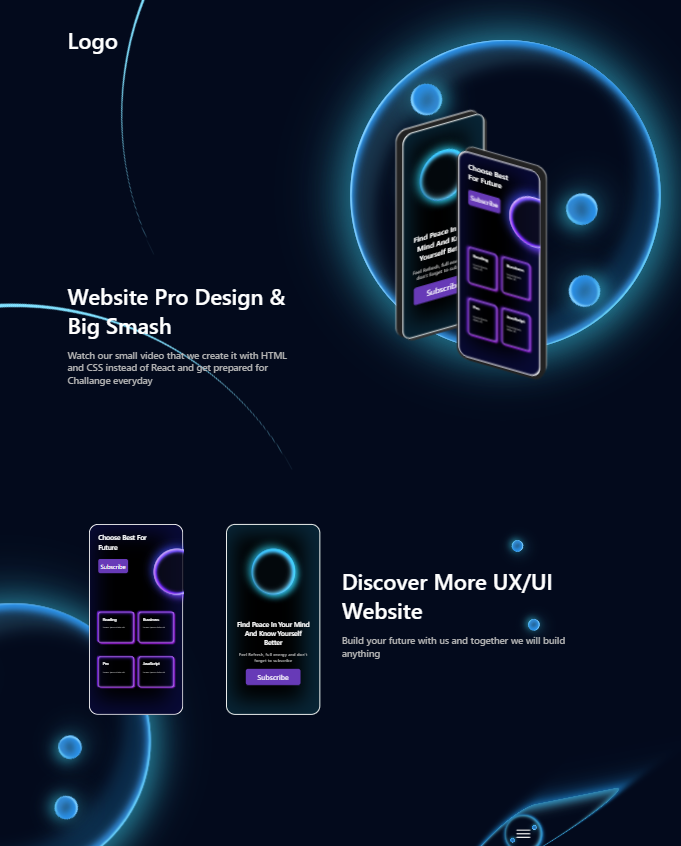 Logo
Choose Best
For Future
Subscribe
Find Peace In
Mind And
Yourself
Subscribe
Reading
Business
Pro
JavaScript
Website Pro Design &
Big Smash
Watch our small video that we create it with HTML
and CSS instead of React and get prepared for
Challange everyday
Choose Best For
Future
Subscribe
Reading
Business
Pro
JavaScript
Find Peace In Your Mind
And Know Yourself
Better
Feel Refresh, full energy and don't
forget to subscribe
Subscribe
Discover More UX/UI
Website
Build your future with us and together we will build
anything